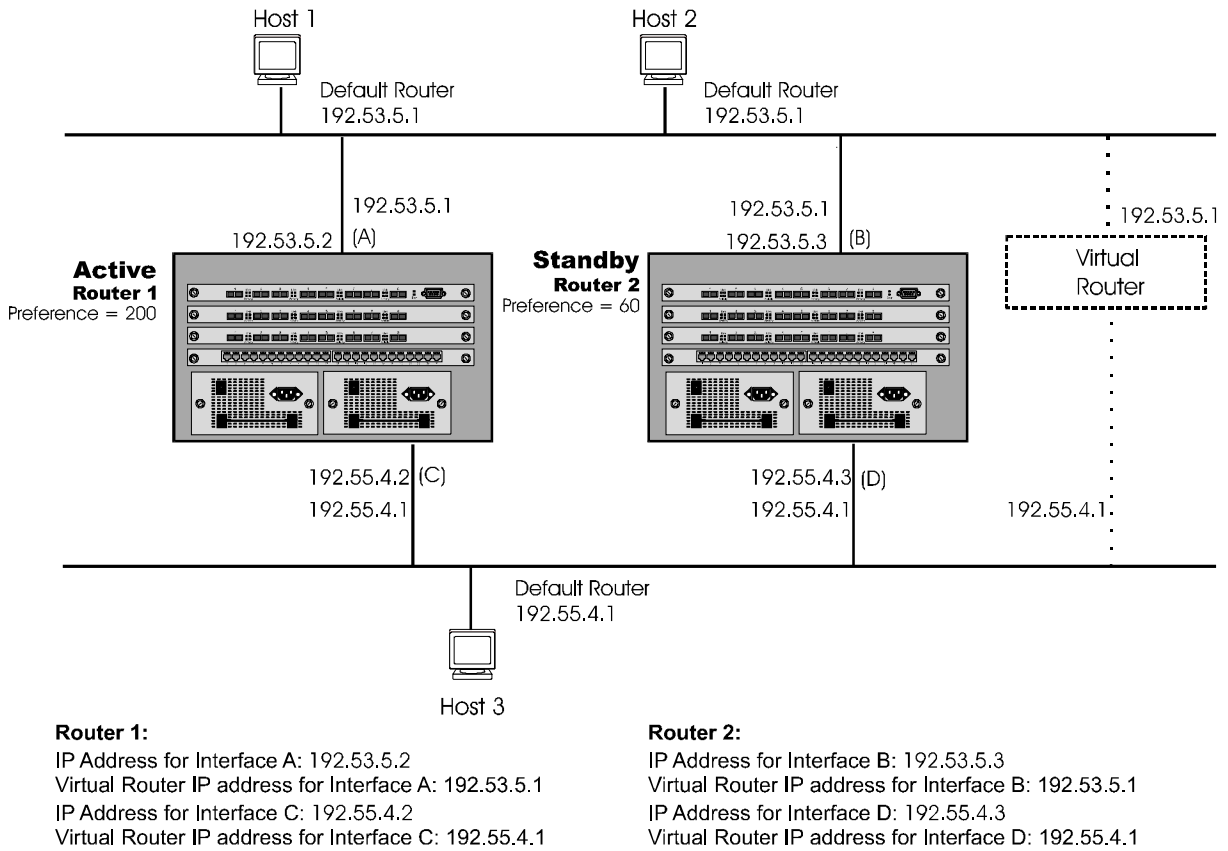 Host 1
Host 2
Default Router
192.53.5.1
Default Router
192.53.5.1
192.53.5.1
192.53.5.2 (A)
192.53.5.1
192.53.5.3 (B)
192.53.5.1
Active
Router 1
Preference = 200
Standby
Router 2
Preference = 60
Virtual
Router
192.55.4.2 (C)
192.55.4.1
192.55.4.3 (D)
192.55.4.1
192.55.4.1
Default Router
192.55.4.1
Host 3
Router 1:
IP Address for Interface A: 192.53.5.2
Virtual Router IP address for Interface A: 192.53.5.1
IP Address for Interface C: 192.55.4.2
Virtual Router IP address for Interface C: 192.55.4.1
Router 2:
IP Address for Interface B: 192.53.5.3
Virtual Router IP address for Interface B: 192.53.5.1
IP Address for Interface D: 192.55.4.3
Virtual Router IP address for Interface D: 192.55.4.1